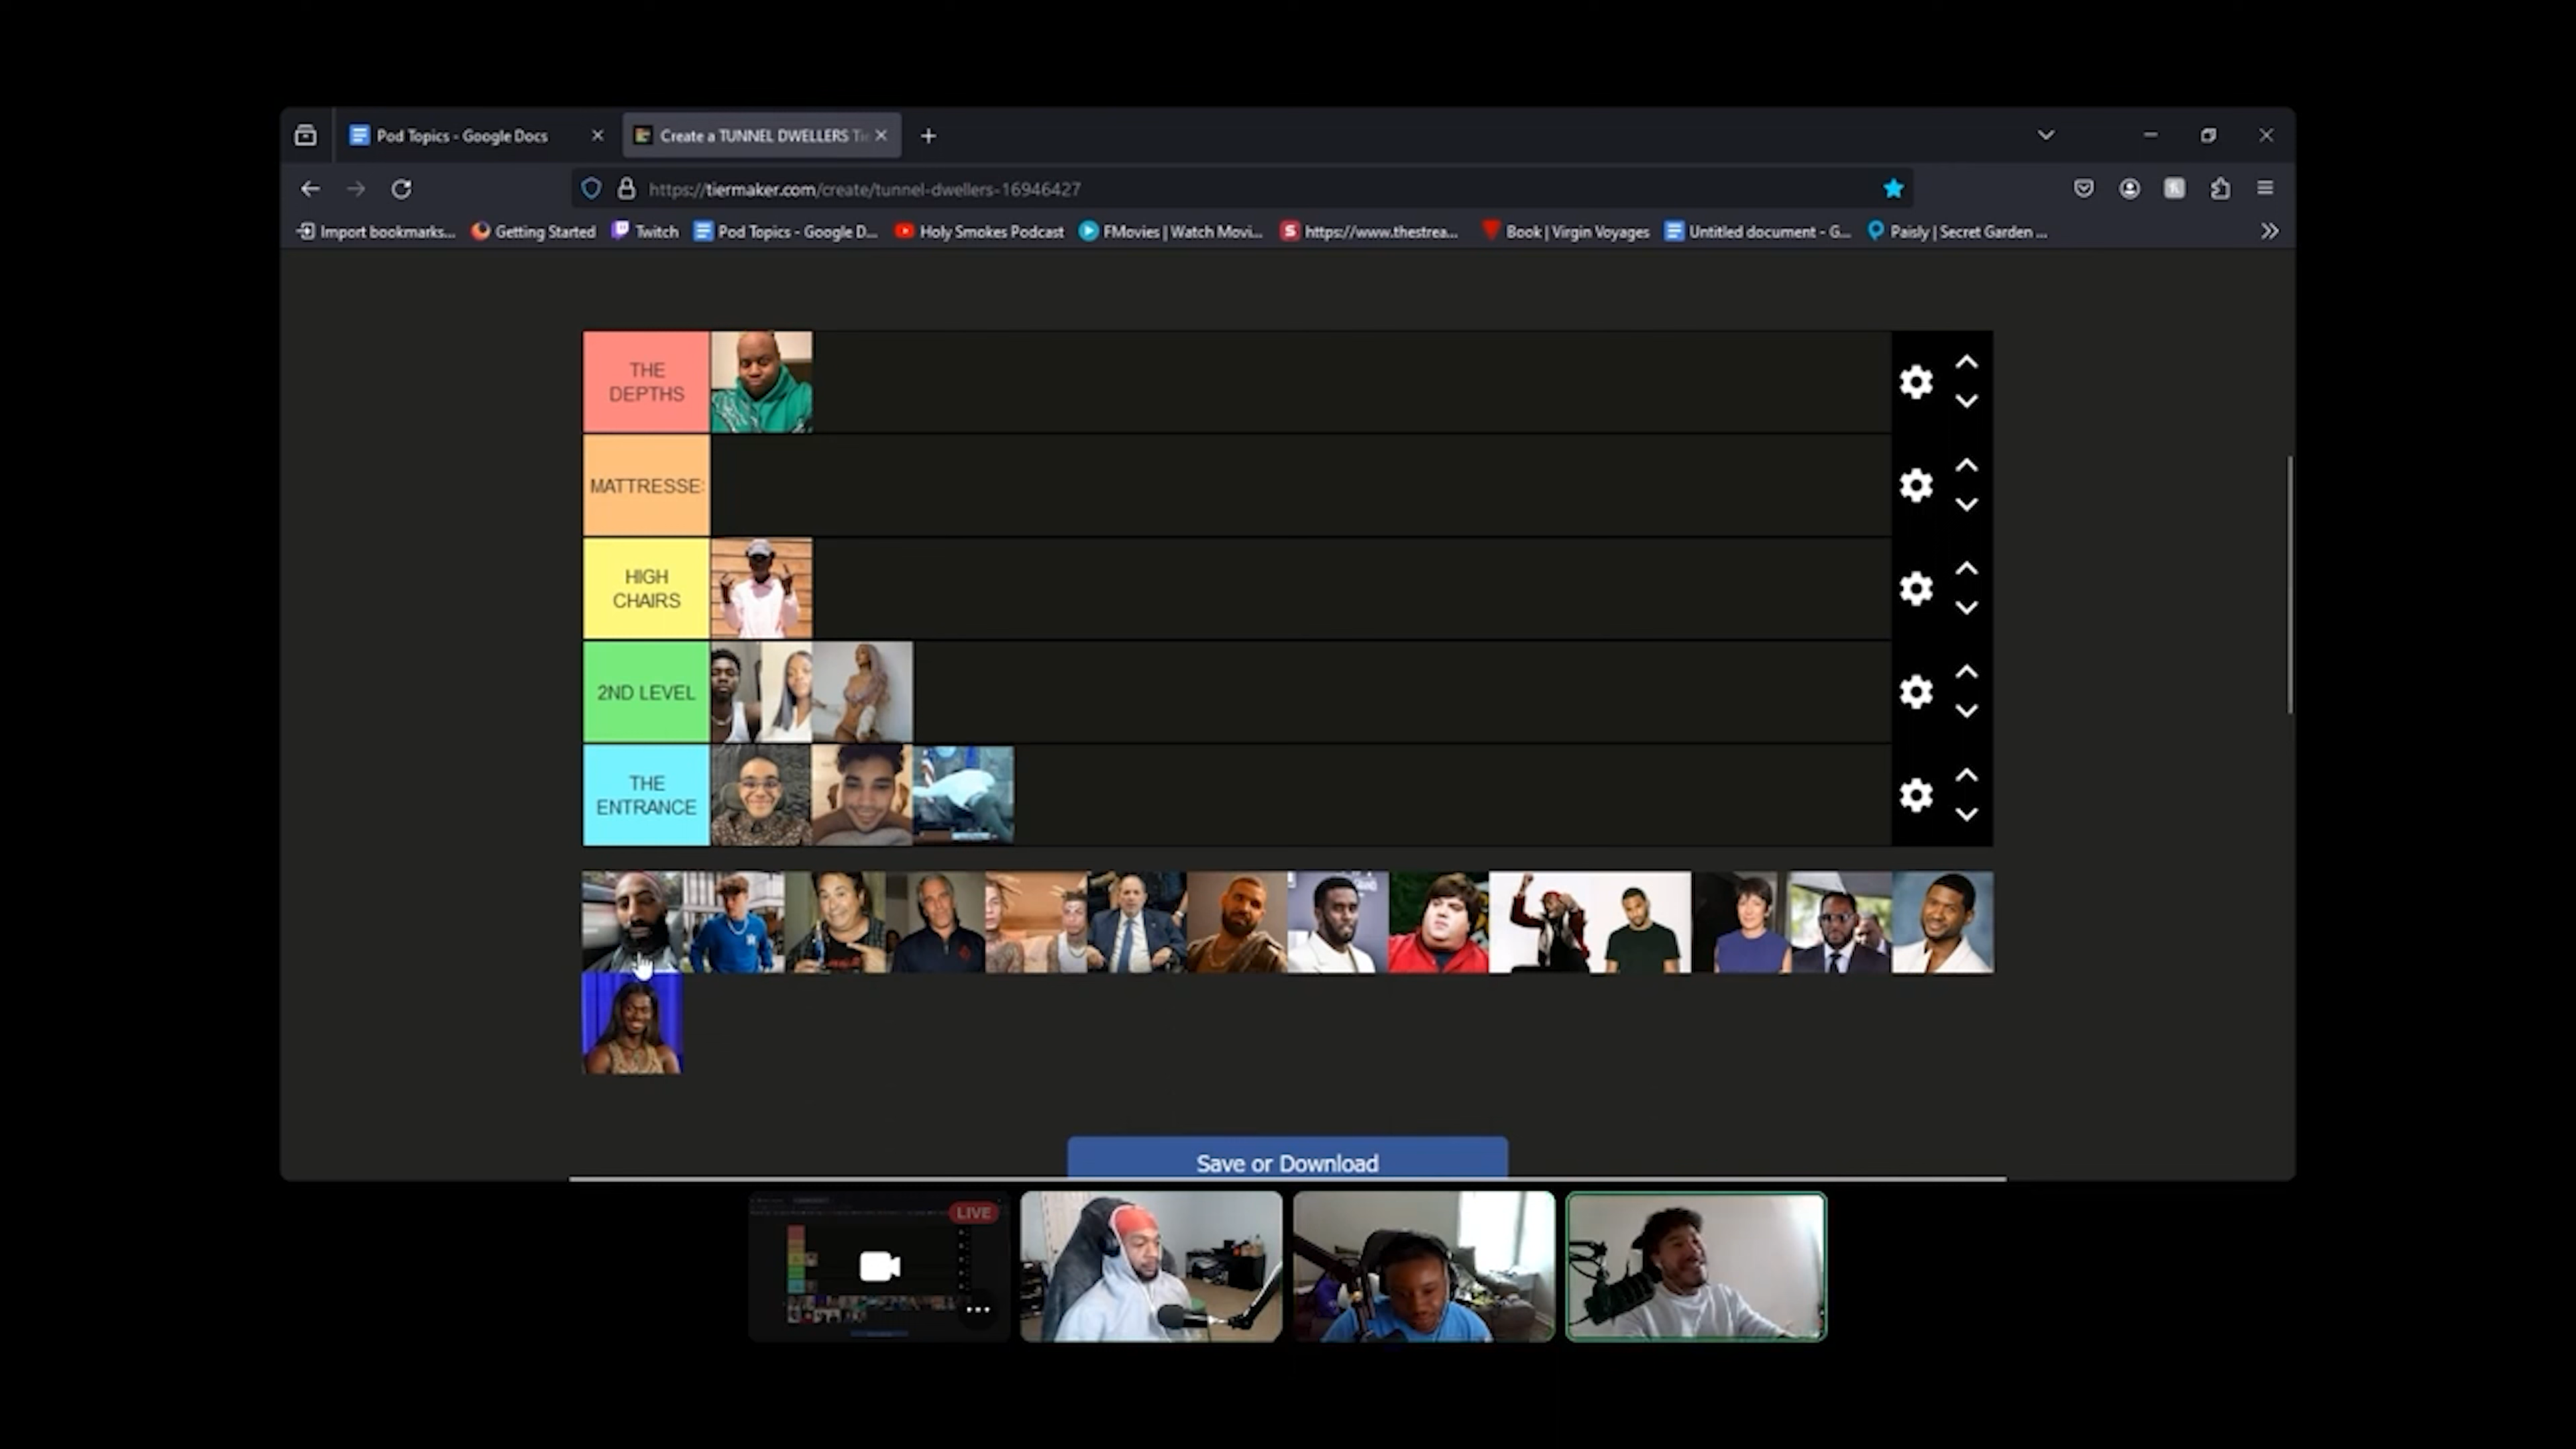 Pod Topics - Google Docs
Create a TUNNEL DWELLERS Tie
https://tiermaker.com/create/tunnel-dwellers-16946427
Import bookmarks...
Getting Started
Twitch
Pod Topics - Google D...
Holy Smokes Podcast
FMovies | Watch Movi...
https://www.thestrea...
Book | Virgin Voyages
Untitled document - G...
Paisly | Secret Garden ...
THE
DEPTHS
MATTRESSES
HIGH
CHAIRS
2ND LEVEL
THE
ENTRANCE
Save or Download
LIVE